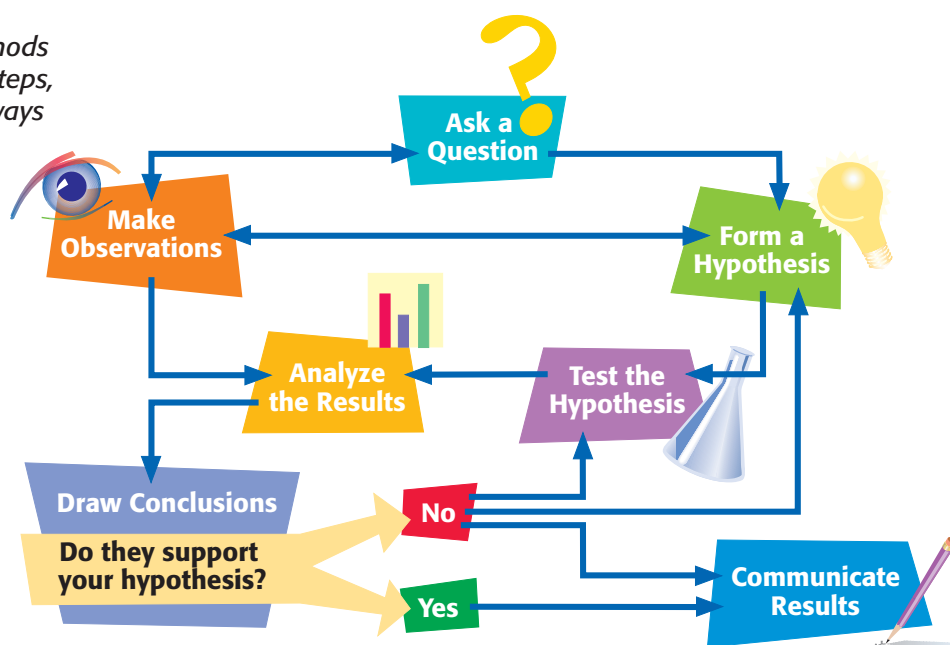 teps,
Ask a
Question
Make
Observations
Form a
Hypothesis
Analyze
the Results
Test the
Hypothesis
Draw Conclusions
Do they support
your hypothesis?
No
Yes
Communicate
Results